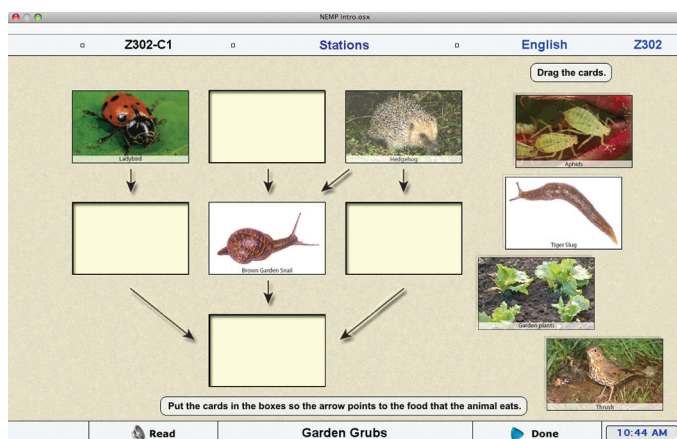 NEMP Intro.osx
Z302-C1 Stations English Z302
Drag the cards.
Ladybird
Hedgehog
Aphids
Brown Garden Snail
Tiger Slug
Garden plants
Thrush
Put the cards in the boxes so the arrow points to the food that the animal eats.
Read Garden Grubs Done 10:44 AM